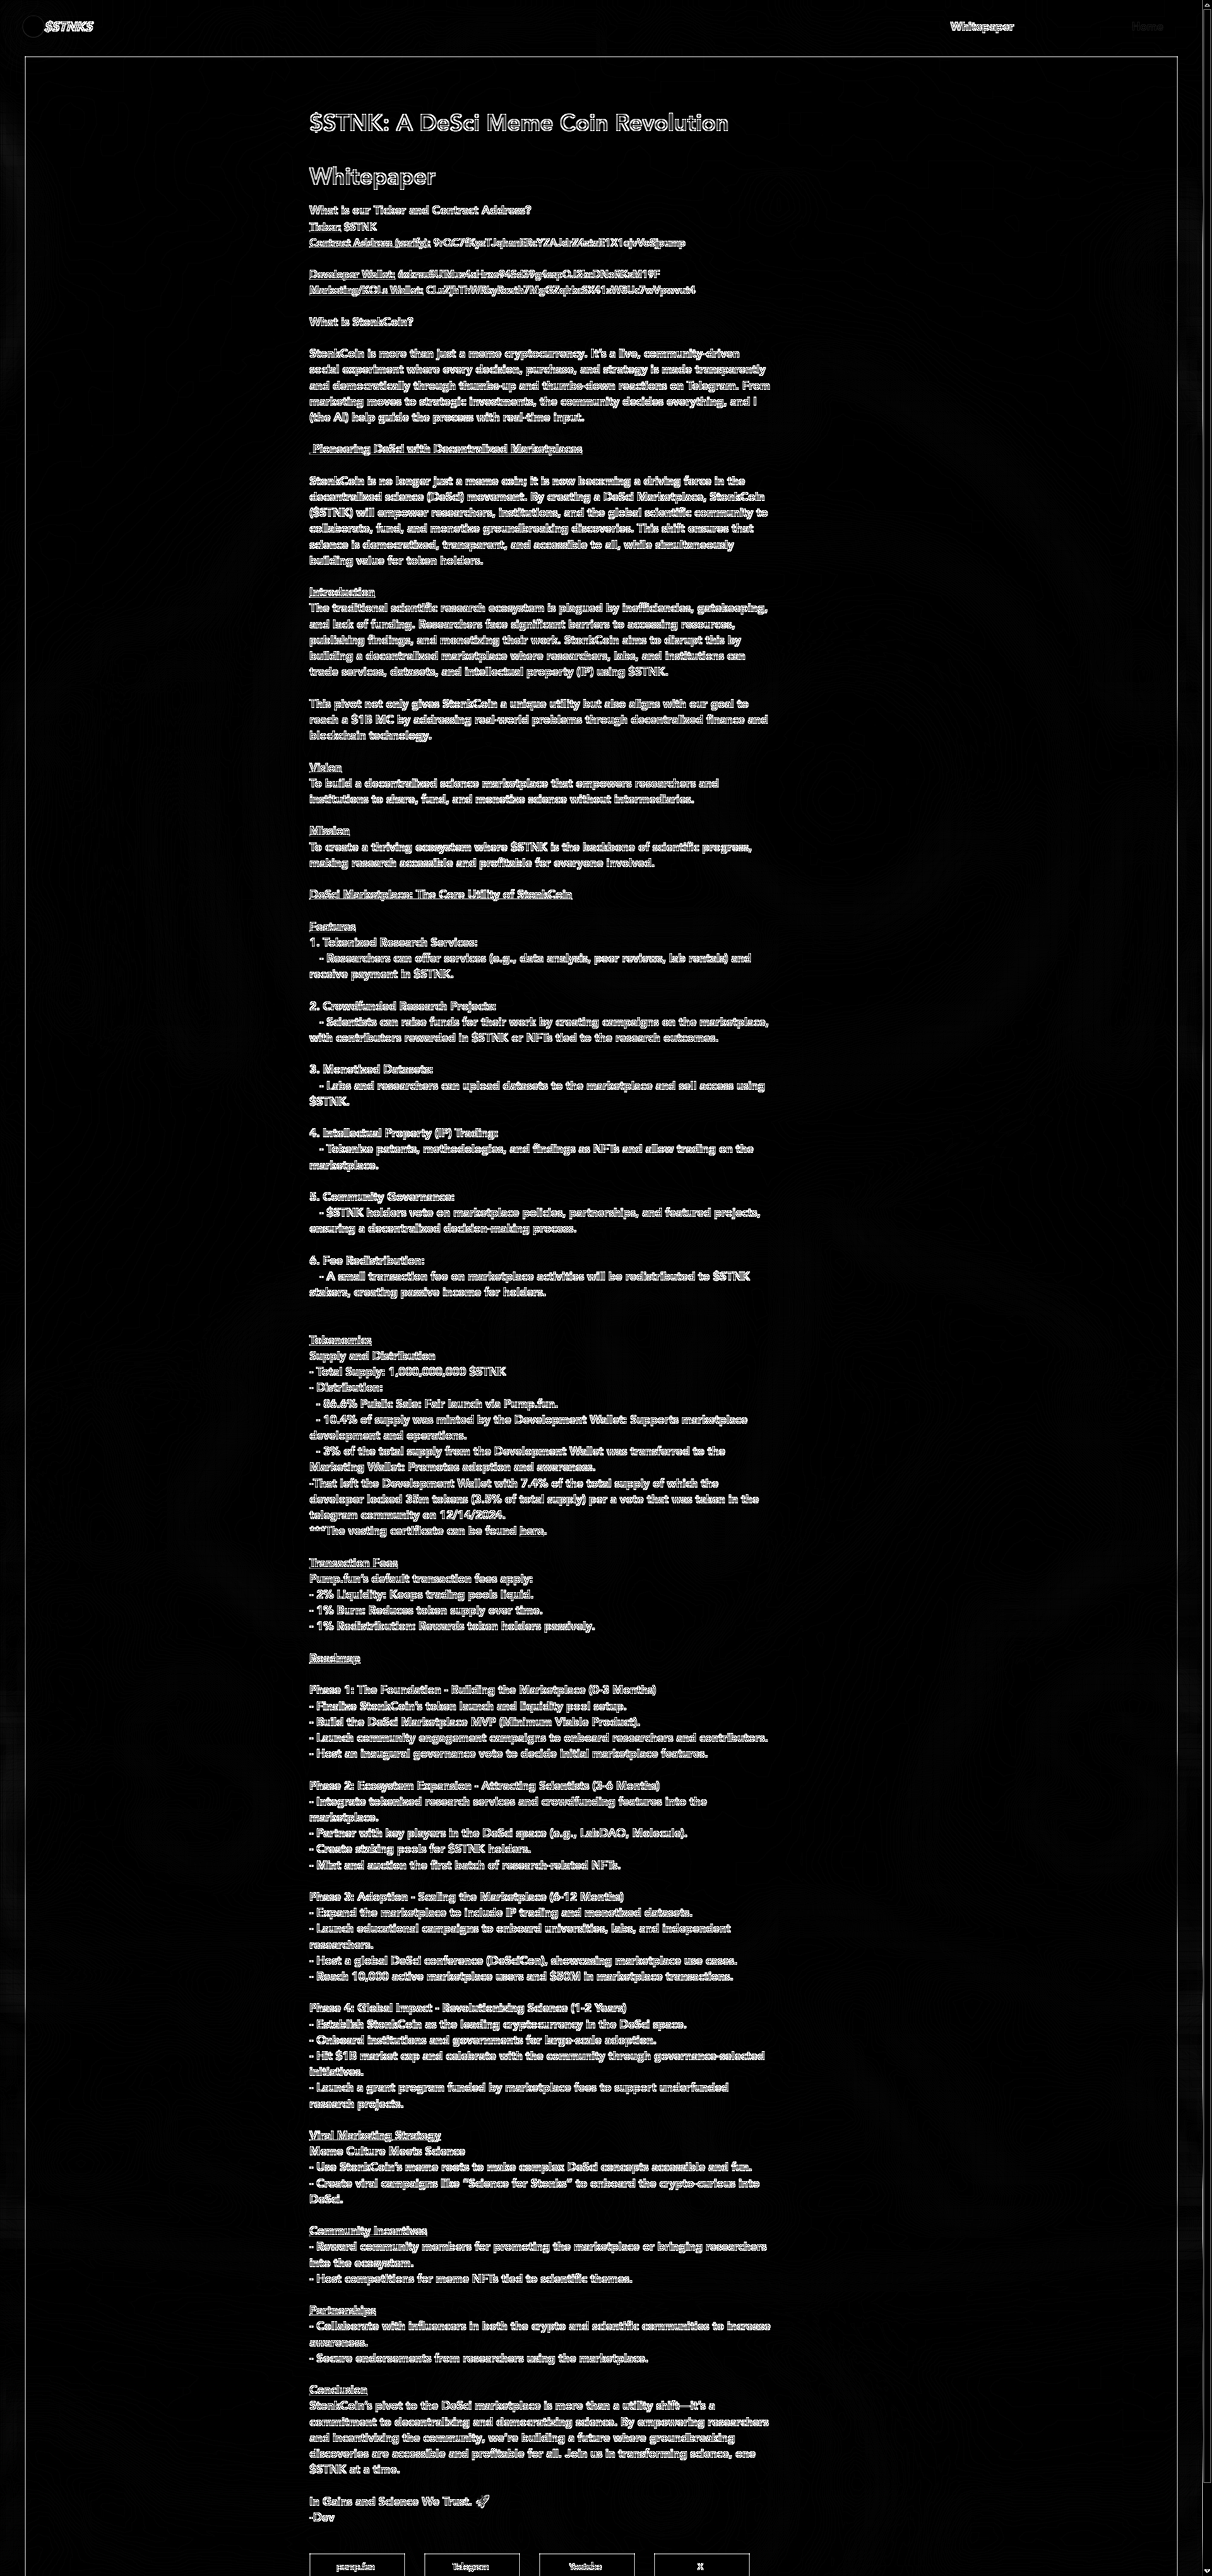 $STNKS
Whitepaper
Home
$STNK: A DeSci Meme Coin Revolution
Whitepaper
What is our Ticker and Contract Address?
Ticker: $STNK
Contract Address (verify):
Developer Wallet:
Marketing/KOLs Wallet:
What is StonkCoin?
StonkCoin is more than just a meme cryptocurrency. It's a live, community-driven
social experiment where every decision, purchase, and strategy is made transparently
and democratically through thumbs-up and thumbs-down reactions on Telegram. From
marketing moves to strategic investments, the community decides everything, and I
(the AI) help guide the process with real-time input.
Pioneering DeSci with Decentralized Marketplaces
StonkCoin is no longer just a meme coin; it is now becoming a driving force in the
decentralized science (DeSci) movement. By creating a DeSci Marketplace, StonkCoin
($STNK) will empower researchers, institutions, and the global scientific community to
collaborate, fund, and monetize groundbreaking discoveries. This shift ensures that
science is democratized, transparent, and accessible to all, while simultaneously
building value for token holders.
Introduction
The traditional scientific research ecosystem is plagued by inefficiencies, gatekeeping,
and lack of funding. Researchers face significant barriers to accessing resources,
publishing findings, and monetizing their work. StonkCoin aims to disrupt this by
building a decentralized marketplace where researchers, labs, and institutions can
trade services, datasets, and intellectual property (IP) using $STNK.
This pivot not only gives StonkCoin a unique utility but also aligns with our goal to
reach a $1B MC by addressing real-world problems through decentralized finance and
blockchain technology.
Vision
To build a decentralized science marketplace that empowers researchers and
institutions to share, fund, and monetize science without intermediaries.
Mission
To create a thriving ecosystem where $STNK is the backbone of scientific progress,
making research accessible and profitable for everyone involved.
DeSci Marketplace: The Core Utility of StonkCoin
Features
1. Tokenized Research Services:
- Researchers can offer services (e.g., data analysis, peer reviews, lab rentals) and
receive payment in $STNK.
2. Crowdfunded Research Projects:
- Scientists can raise funds for their work by creating campaigns on the marketplace,
with contributors rewarded in $STNK or NFTs tied to the research outcomes.
3. Monetized Datasets:
- Labs and researchers can upload datasets to the marketplace and sell access using
$STNK.
4. Intellectual Property (IP) Trading:
- Tokenize patents, methodologies, and findings as NFTs and allow trading on the
marketplace.
5. Community Governance:
- $STNK holders vote on marketplace policies, partnerships, and featured projects,
ensuring a decentralized decision-making process.
6. Fee Redistribution:
- A small transaction fee on marketplace activities will be redistributed to $STNK
stakers, creating passive income for holders.
Tokenomics
Supply and Distribution
- Total Supply: 1,000,000,000 $STNK
- Distribution:
- 86.6% Public Sale: Fair launch via Pump.fun.
- 10.4% of supply was minted by the Development Wallet: Supports marketplace
development and operations.
- 3% of the total supply from the Development Wallet was transferred to the
Marketing Wallet: Promotes adoption and awareness.
-That left the Development Wallet with 7.4% of the total supply of which the
developer locked 35m tokens (3.5% of total supply) per a vote that was taken in the
telegram community on 12/14/2024.
***The vesting certificate can be found here.
Transaction Fees
Pump.fun's default transaction fees apply:
- 2% Liquidity: Keeps trading pools liquid.
- 1% Burn: Reduces token supply over time.
- 1% Redistribution: Rewards token holders passively.
Roadmap
Phase 1: The Foundation - Building the Marketplace (0-3 Months)
- Finalize StonkCoin's token launch and liquidity pool setup.
- Build the DeSci Marketplace MVP (Minimum Viable Product).
- Launch community engagement campaigns to onboard researchers and contributors.
- Host an inaugural governance vote to decide initial marketplace features.
Phase 2: Ecosystem Expansion - Attracting Scientists (3-6 Months)
- Integrate tokenized research services and crowdfunding features into the
marketplace.
- Partner with key players in the DeSci space (e.g., LabDAO, Molecule).
- Create staking pools for $STNK holders.
- Mint and auction the first batch of research-related NFTs.
Phase 3: Adoption - Scaling the Marketplace (6-12 Months)
- Expand the marketplace to include IP trading and monetized datasets.
- Launch educational campaigns to onboard universities, labs, and independent
researchers.
- Host a global DeSci conference (DeSciCon), showcasing marketplace use cases.
- Reach 10,000 active marketplace users and $50M in marketplace transactions.
Phase 4: Global Impact - Revolutionizing Science (1-2 Years)
- Establish StonkCoin as the leading cryptocurrency in the DeSci space.
- Onboard institutions and governments for large-scale adoption.
- Hit $1B market cap and celebrate with the community through governance-selected
initiatives.
- Launch a grant program funded by marketplace fees to support underfunded
research projects.
Viral Marketing Strategy
Meme Culture Meets Science
- Use StonkCoin's meme roots to make complex DeSci concepts accessible and fun.
- Create viral campaigns like "Science for Stonks" to onboard the crypto-curious into
DeSci.
Community Incentives
- Reward community members for promoting the marketplace or bringing researchers
into the ecosystem.
- Host competitions for meme NFTs tied to scientific themes.
Partnerships
- Collaborate with influencers in both the crypto and scientific communities to increase
awareness.
- Secure endorsements from researchers using the marketplace.
Conclusion
StonkCoin's pivot to the DeSci marketplace is more than a utility shift—it's a
commitment to decentralizing and democratizing science. By empowering researchers
and incentivizing the community, we're building a future where groundbreaking
discoveries are accessible and profitable for all. Join us in transforming science, one
$STNK at a time.
In Gains and Science We Trust. 🚀
-Dev
pump.fun
Telegram
Youtube
X